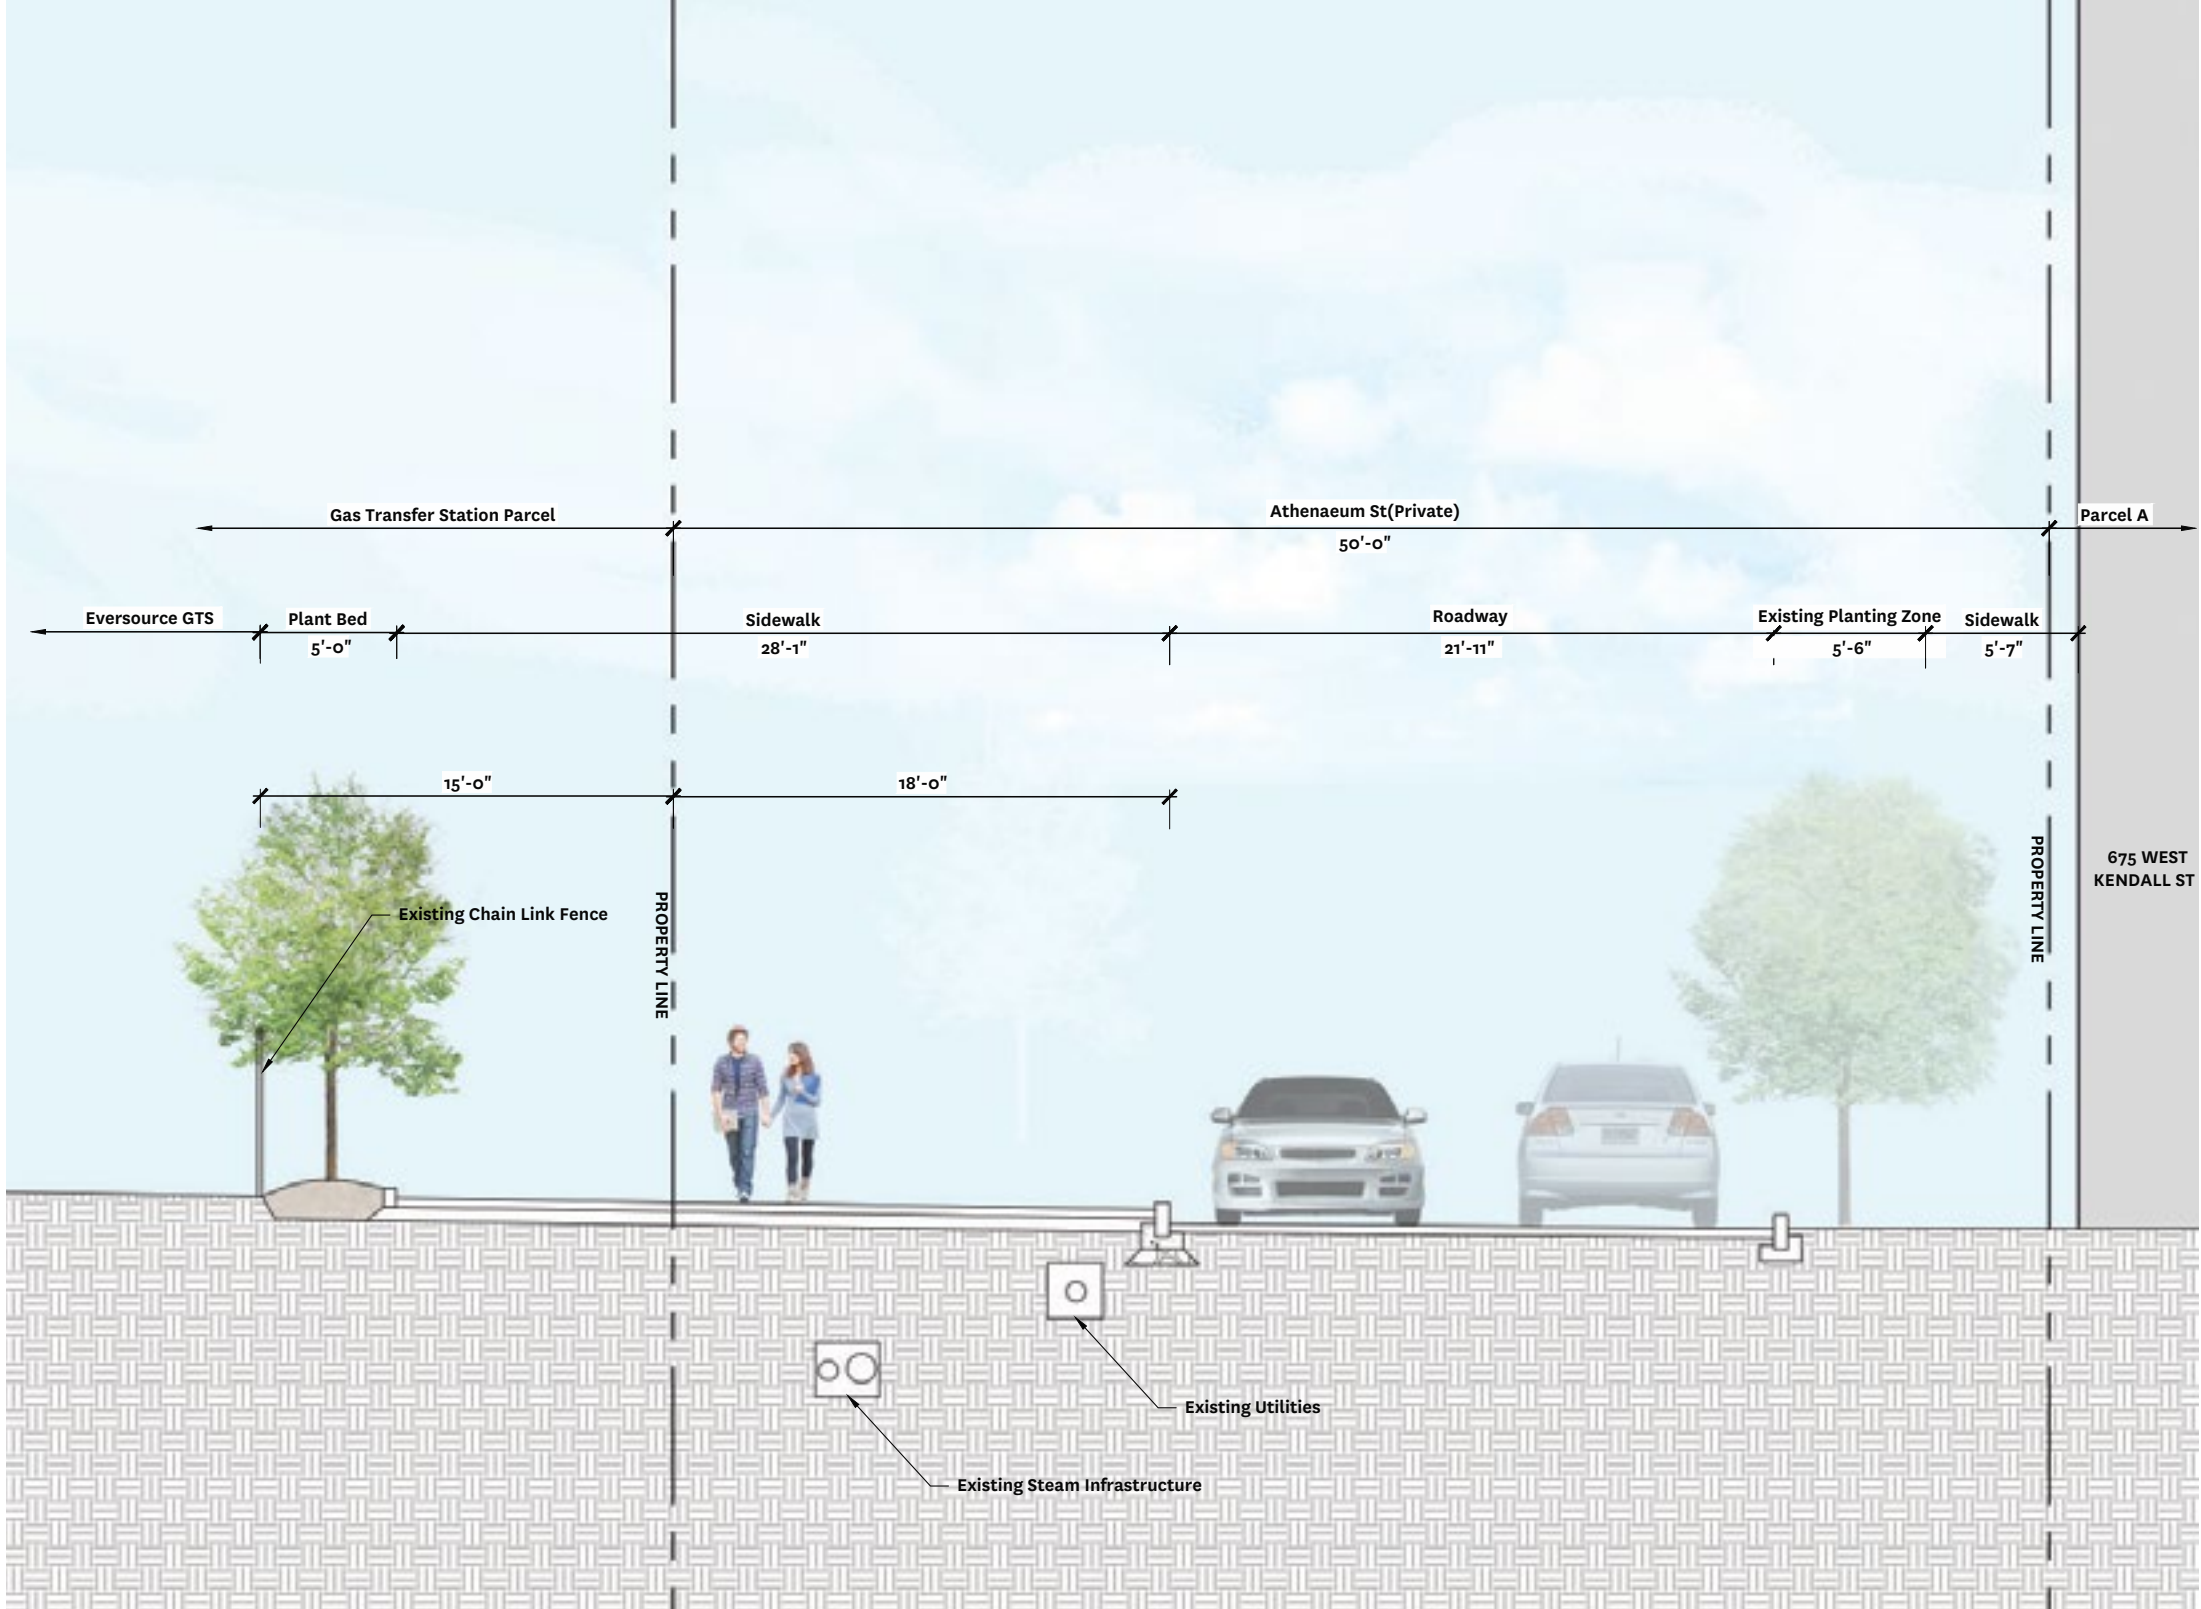 Gas Transfer Station Parcel
Athenaeum St(Private)
50'-0"
Parcel A
Eversource GTS
Plant Bed
5'-0"
Sidewalk
28'-1"
Roadway
21'-11"
Existing Planting Zone
5'-6"
Sidewalk
5'-7"
15'-0"
18'-0"
PROPERTY LINE
PROPERTY LINE
675 WEST
KENDALL ST
Existing Chain Link Fence
Existing Utilities
Existing Steam Infrastructure